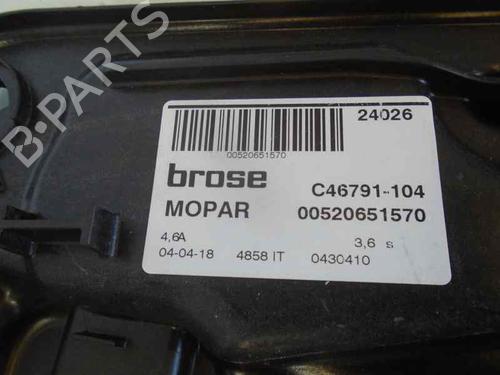 24026
00520651570
brose
C46791-104
MOPAR 00520651570
4,6A 3,6 s
04-04-18 4858 IT 0430410
B-PARTS